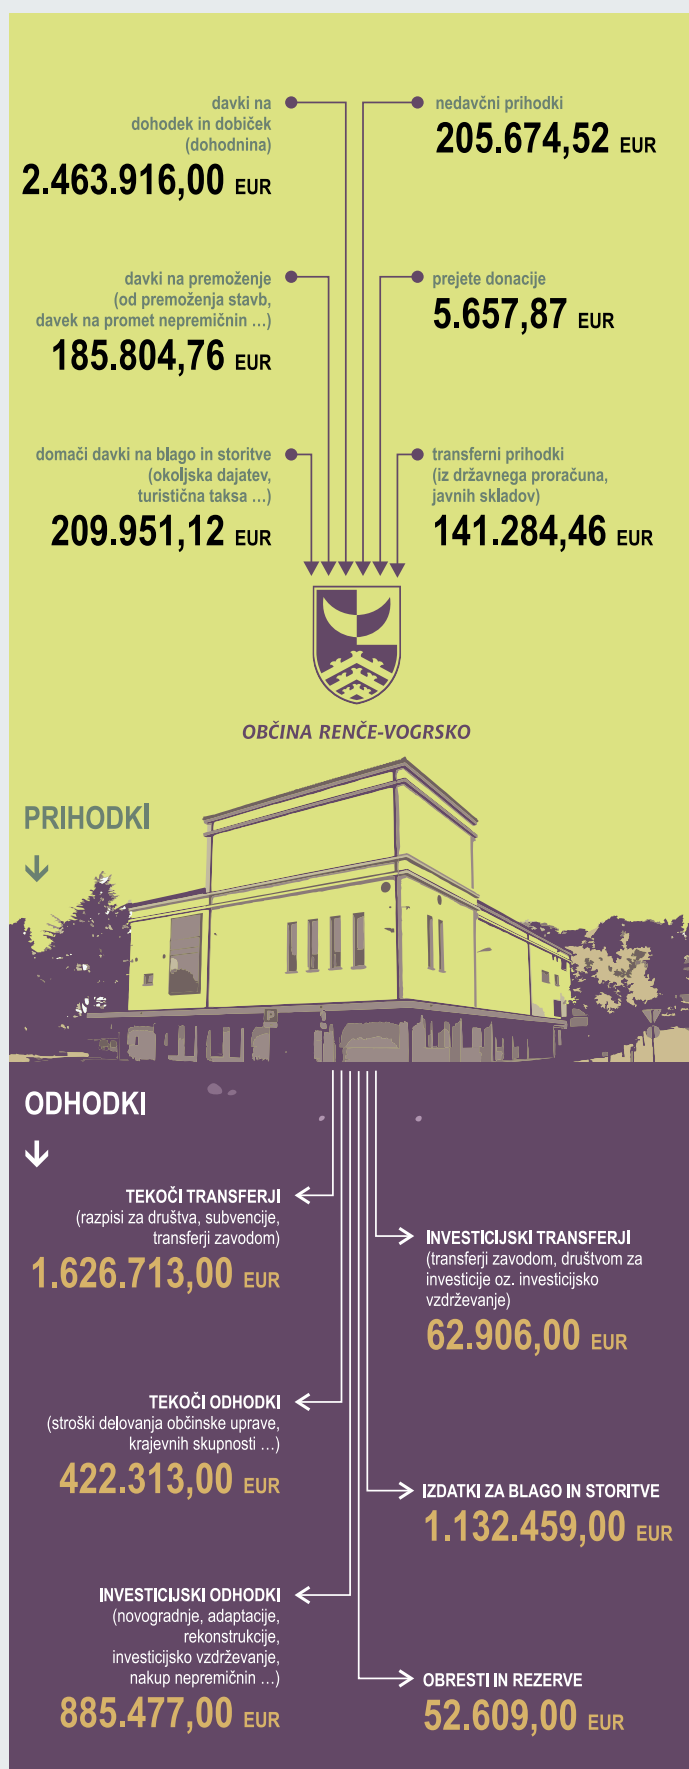 davki na
dohodek in dobiček
(dohodnina)
2.463.916,00 EUR
nedavčni prihodki
205.674,52 EUR
davki na premoženje
(od premoženja stavb,
davek na promet nepremičnin ...)
185.804,76 EUR
prejete donacije
5.657,87 EUR
domači davki na blago in storitve
(okoljska dajatev,
turistična taksa ...)
209.951,12 EUR
transferni prihodki
(iz državnega proračuna,
javnih skladov)
141.284,46 EUR
OBČINA RENČE-VOGRSKO
PRIHODKI
P
ODHODKI
TEKOČI TRANSFERJI
(razpisi za društva, subvencije,
transferji zavodom)
1.626.713,00 EUR
INVESTICIJSKI TRANSFERJI
(transferji zavodom, društvom za
investicije oz. investicijsko
vzdrževanje)
62.906,00 EUR
TEKOČI ODHODKI
(stroški delovanja občinske uprave,
krajevnih skupnosti ...)
422.313,00 EUR
IZDATKI ZA BLAGO IN STORITVE
1.132.459,00 EUR
INVESTICIJSKI ODHODKI
(novogradnje, adaptacije,
rekonstrukcije,
investicijsko vzdrževanje,
nakup nepremičnin ...)
885.477,00 EUR
OBRESTI IN REZERVE
52.609,00 EUR